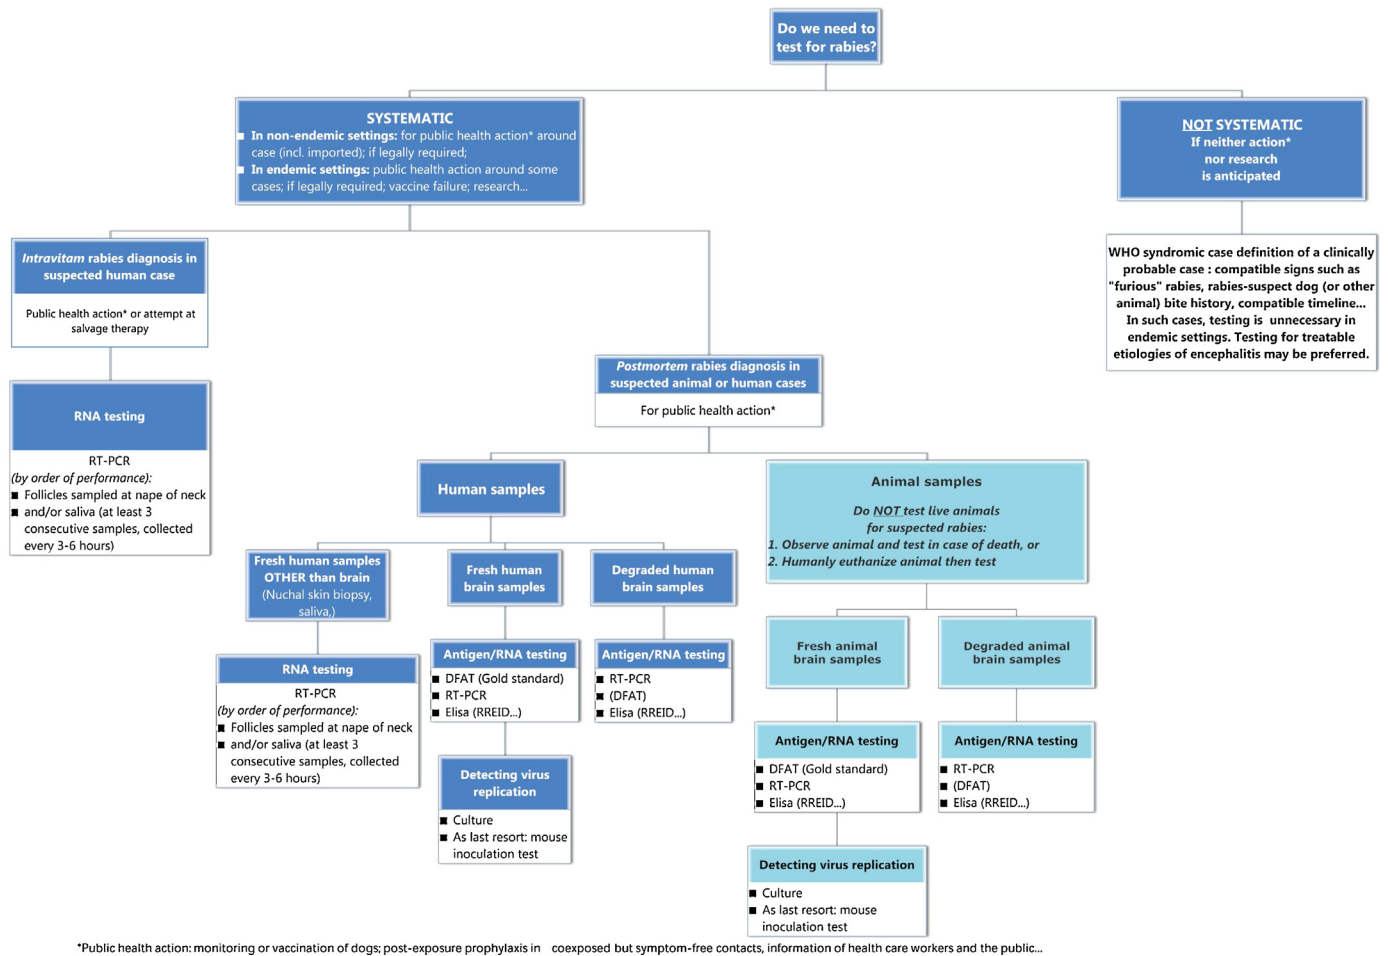 Do we need to
test for rabies?
SYSTEMATIC
■ In non-endemic settings: for public health action* around
case (incl. imported); if legally required;
■ In endemic settings: public health action around some
cases; if legally required; vaccine failure; research...
NOT SYSTEMATIC
If neither action*
nor research
is anticipated
WHO syndromic case definition of a clinically
probable case : compatible signs such as
"furious" rabies, rabies-suspect dog (or other
animal) bite history, compatible timeline...
In such cases, testing is unnecessary in
endemic settings. Testing for treatable
etiologies of encephalitis may be preferred.
Intravitam rabies diagnosis in
suspected human case
Public health action* or attempt at
salvage therapy
RNA testing
RT-PCR
(by order of performance):
■ Follicles sampled at nape of neck
■ and/or saliva (at least 3
consecutive samples, collected
every 3-6 hours)
Postmortem rabies diagnosis in
suspected animal or human cases
For public health action*
Human samples
Fresh human samples
OTHER than brain
(Nuchal skin biopsy,
saliva,)
RNA testing
RT-PCR
(by order of performance):
■ Follicles sampled at nape of neck
■ and/or saliva (at least 3
consecutive samples, collected
every 3-6 hours)
Fresh human
brain samples
Antigen/RNA testing
■ DFAT (Gold standard)
■ RT-PCR
■ Elisa (RREID...)
Detecting virus
replication
■ Culture
■ As last resort: mouse
inoculation test
Degraded human
brain samples
Antigen/RNA testing
■ RT-PCR
■ (DFAT)
■ Elisa (RREID...)
Animal samples
Do NOT test live animals
for suspected rabies:
1. Observe animal and test in case of death, or
2. Humanly euthanize animal then test
Fresh animal
brain samples
Antigen/RNA testing
■ DFAT (Gold standard)
■ RT-PCR
■ Elisa (RREID...)
Detecting virus replication
■ Culture
■ As last resort: mouse
inoculation test
Degraded animal
brain samples
Antigen/RNA testing
■ RT-PCR
■ (DFAT)
■ Elisa (RREID...)
*Public health action: monitoring or vaccination of dogs; post-exposure prophylaxis in coexposed but symptom-free contacts, information of health care workers and the public...